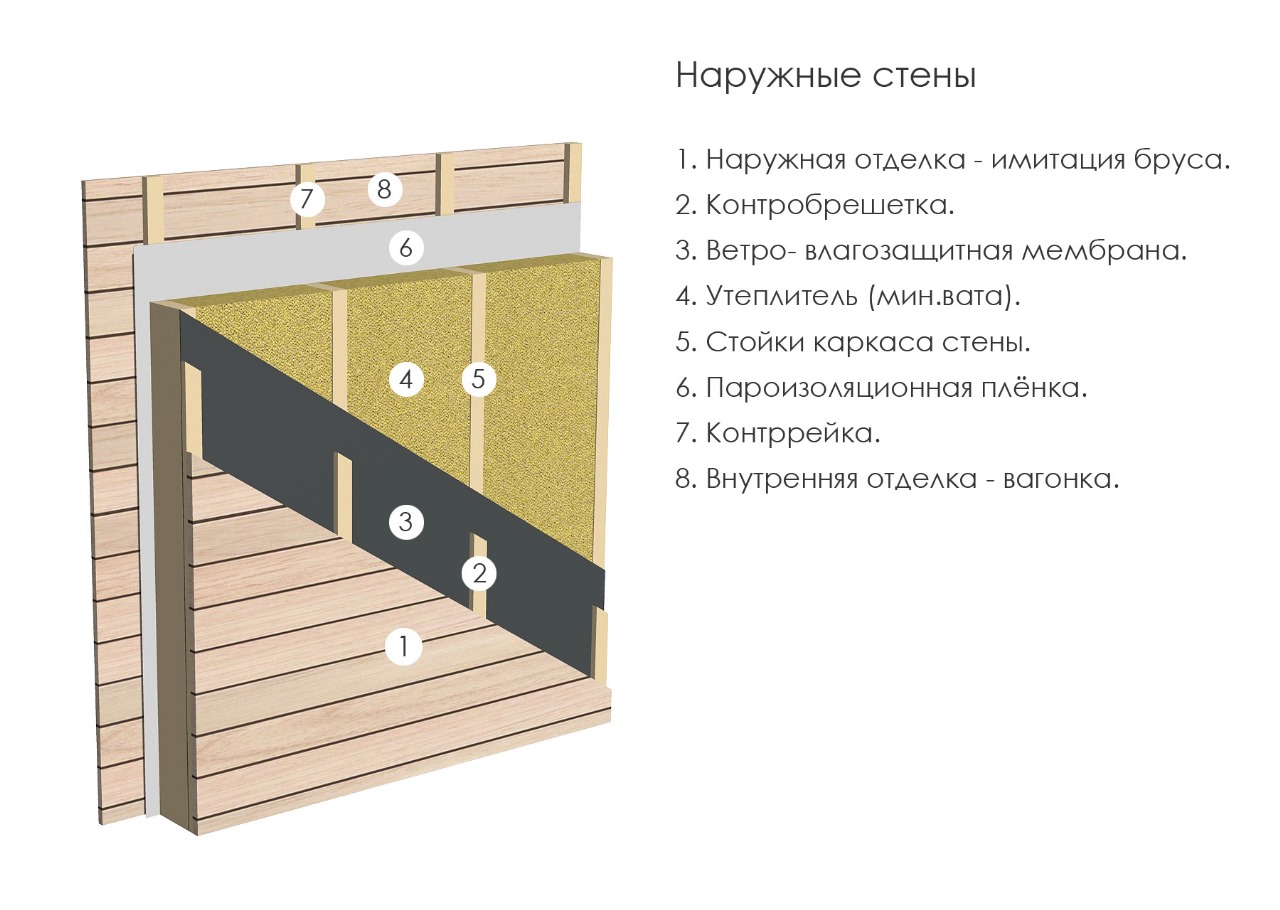 Наружные стены
1. Наружная отделка - имитация бруса.
2. Контробрешетка.
3. Ветро- влагозащитная мембрана.
4. Утеплитель (мин.вата).
5. Стойки каркаса стены.
6. Пароизоляционная плёнка.
7. Контррейка.
8. Внутренняя отделка - вагонка.
7
8
6
4
5
3
2
1